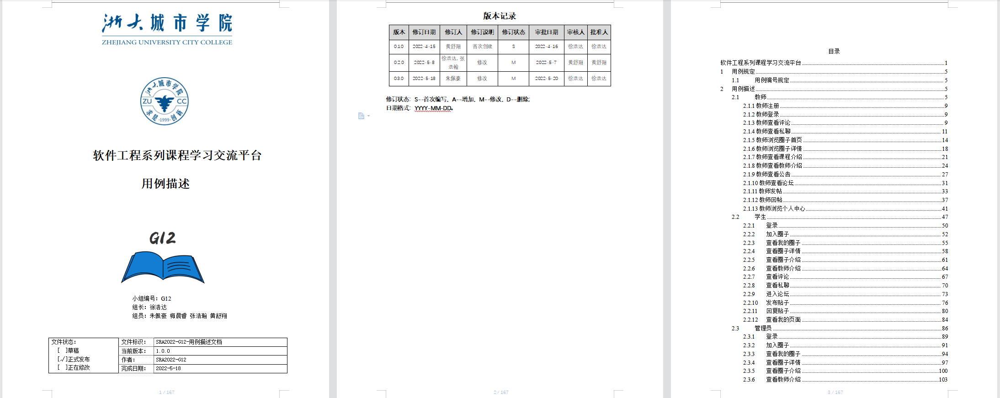 浙大城市学院
ZHEJIANG UNIVERSITY CITY COLLEGE
浙大城市学院
ZU CC
求是 ·1999· 创新
软件工程系列课程学习交流平台
用例描述
G12
小组编号：G12
组长：徐浩达
组员：朱佩豪 梅晨睿 张浩瀚 黄舒翔
文件状态：
[ ]草稿
[√]正式发布
[ ]正在修改
文件标识： SRA2022-G12-用例描述文档
当前版本： 1.0.0
作者： SRA2022-G12
完成日期： 2022-5-18
1 / 167
版本记录
版本 修订日期 修订人 修订说明 修订状态 审批日期 审核人 批准人
0.1.0 2022-4-15 黄舒翔 首次创建 S 2022-4-16 徐浩达 徐浩达
0.2.0 2022-5-8 徐浩达, 张浩翰 修改 M 2022-5-7 黄舒翔 黄舒翔
0.3.0 2022-5-18 朱佩豪 修改 M 2022-5-20 徐浩达 徐浩达
修订状态：S--首次编写，A--增加，M--修改，D--删除;
日期格式：YYYY-MM-DD。
2 / 167
目录
软件工程系列课程学习交流平台 1
1 用例规定 5
1.1 用例编号规定 5
2 用例描述 5
2.1 教师 5
2.1.1 教师注册 9
2.1.2 教师登录 9
2.1.3 教师查看评论 9
2.1.4 教师查看私聊 11
2.1.5 教师浏览圈子首页 14
2.1.6 教师浏览圈子详情 18
2.1.7 教师查看课程介绍 21
2.1.8 教师查看教师介绍 24
2.1.9 教师查看公告 27
2.1.10 教师查看论坛 31
2.1.11 教师发帖 33
2.1.12 教师回帖 37
2.1.13 教师浏览个人中心 41
2.2 学生 47
2.2.1 登录 50
2.2.2 加入圈子 52
2.2.3 查看我的圈子 55
2.2.4 查看圈子详情 58
2.2.5 查看圈子介绍 61
2.2.6 查看教师介绍 64
2.2.7 查看评论 67
2.2.8 查看私聊 70
2.2.9 进入论坛 73
2.2.10 发布贴子 76
2.2.11 回复贴子 80
2.2.12 查看我的页面 84
2.3 管理员 86
2.3.1 登录 89
2.3.2 加入圈子 91
2.3.3 查看我的圈子 94
2.3.4 查看圈子详情 97
2.3.5 查看圈子介绍 100
2.3.6 查看教师介绍 103
3 / 167